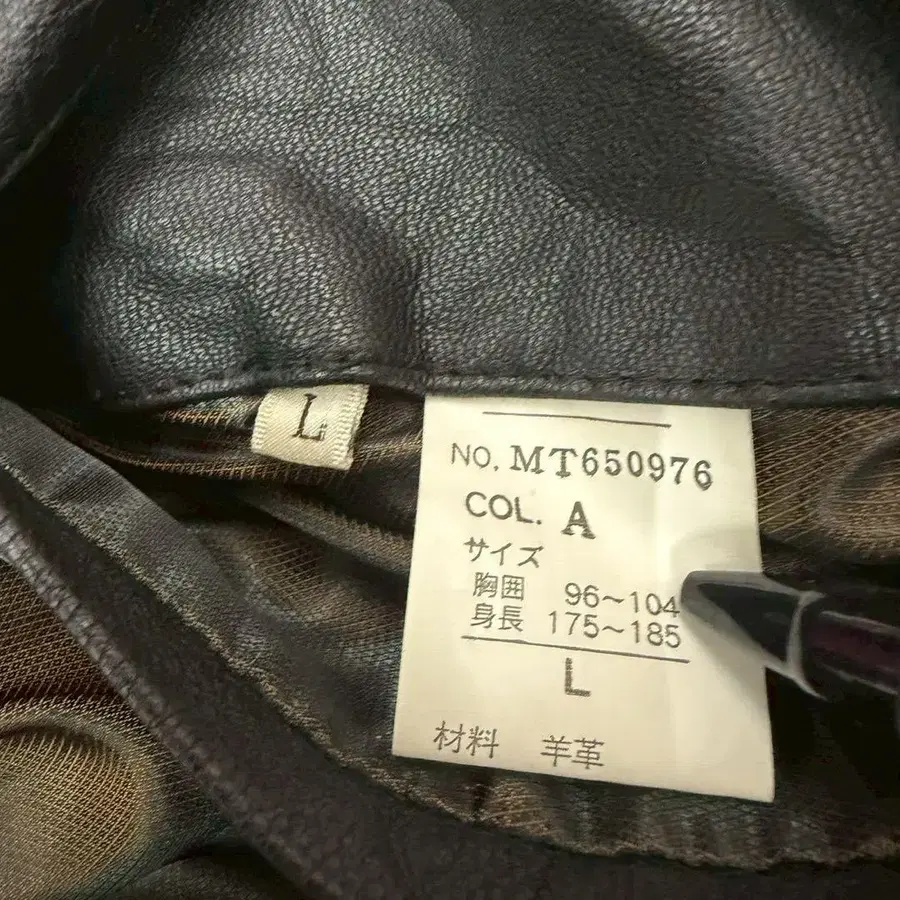 L
NO. MT650976
COL. A
サイズ
胸囲 96~104
身長 175~185
L
材料 羊革